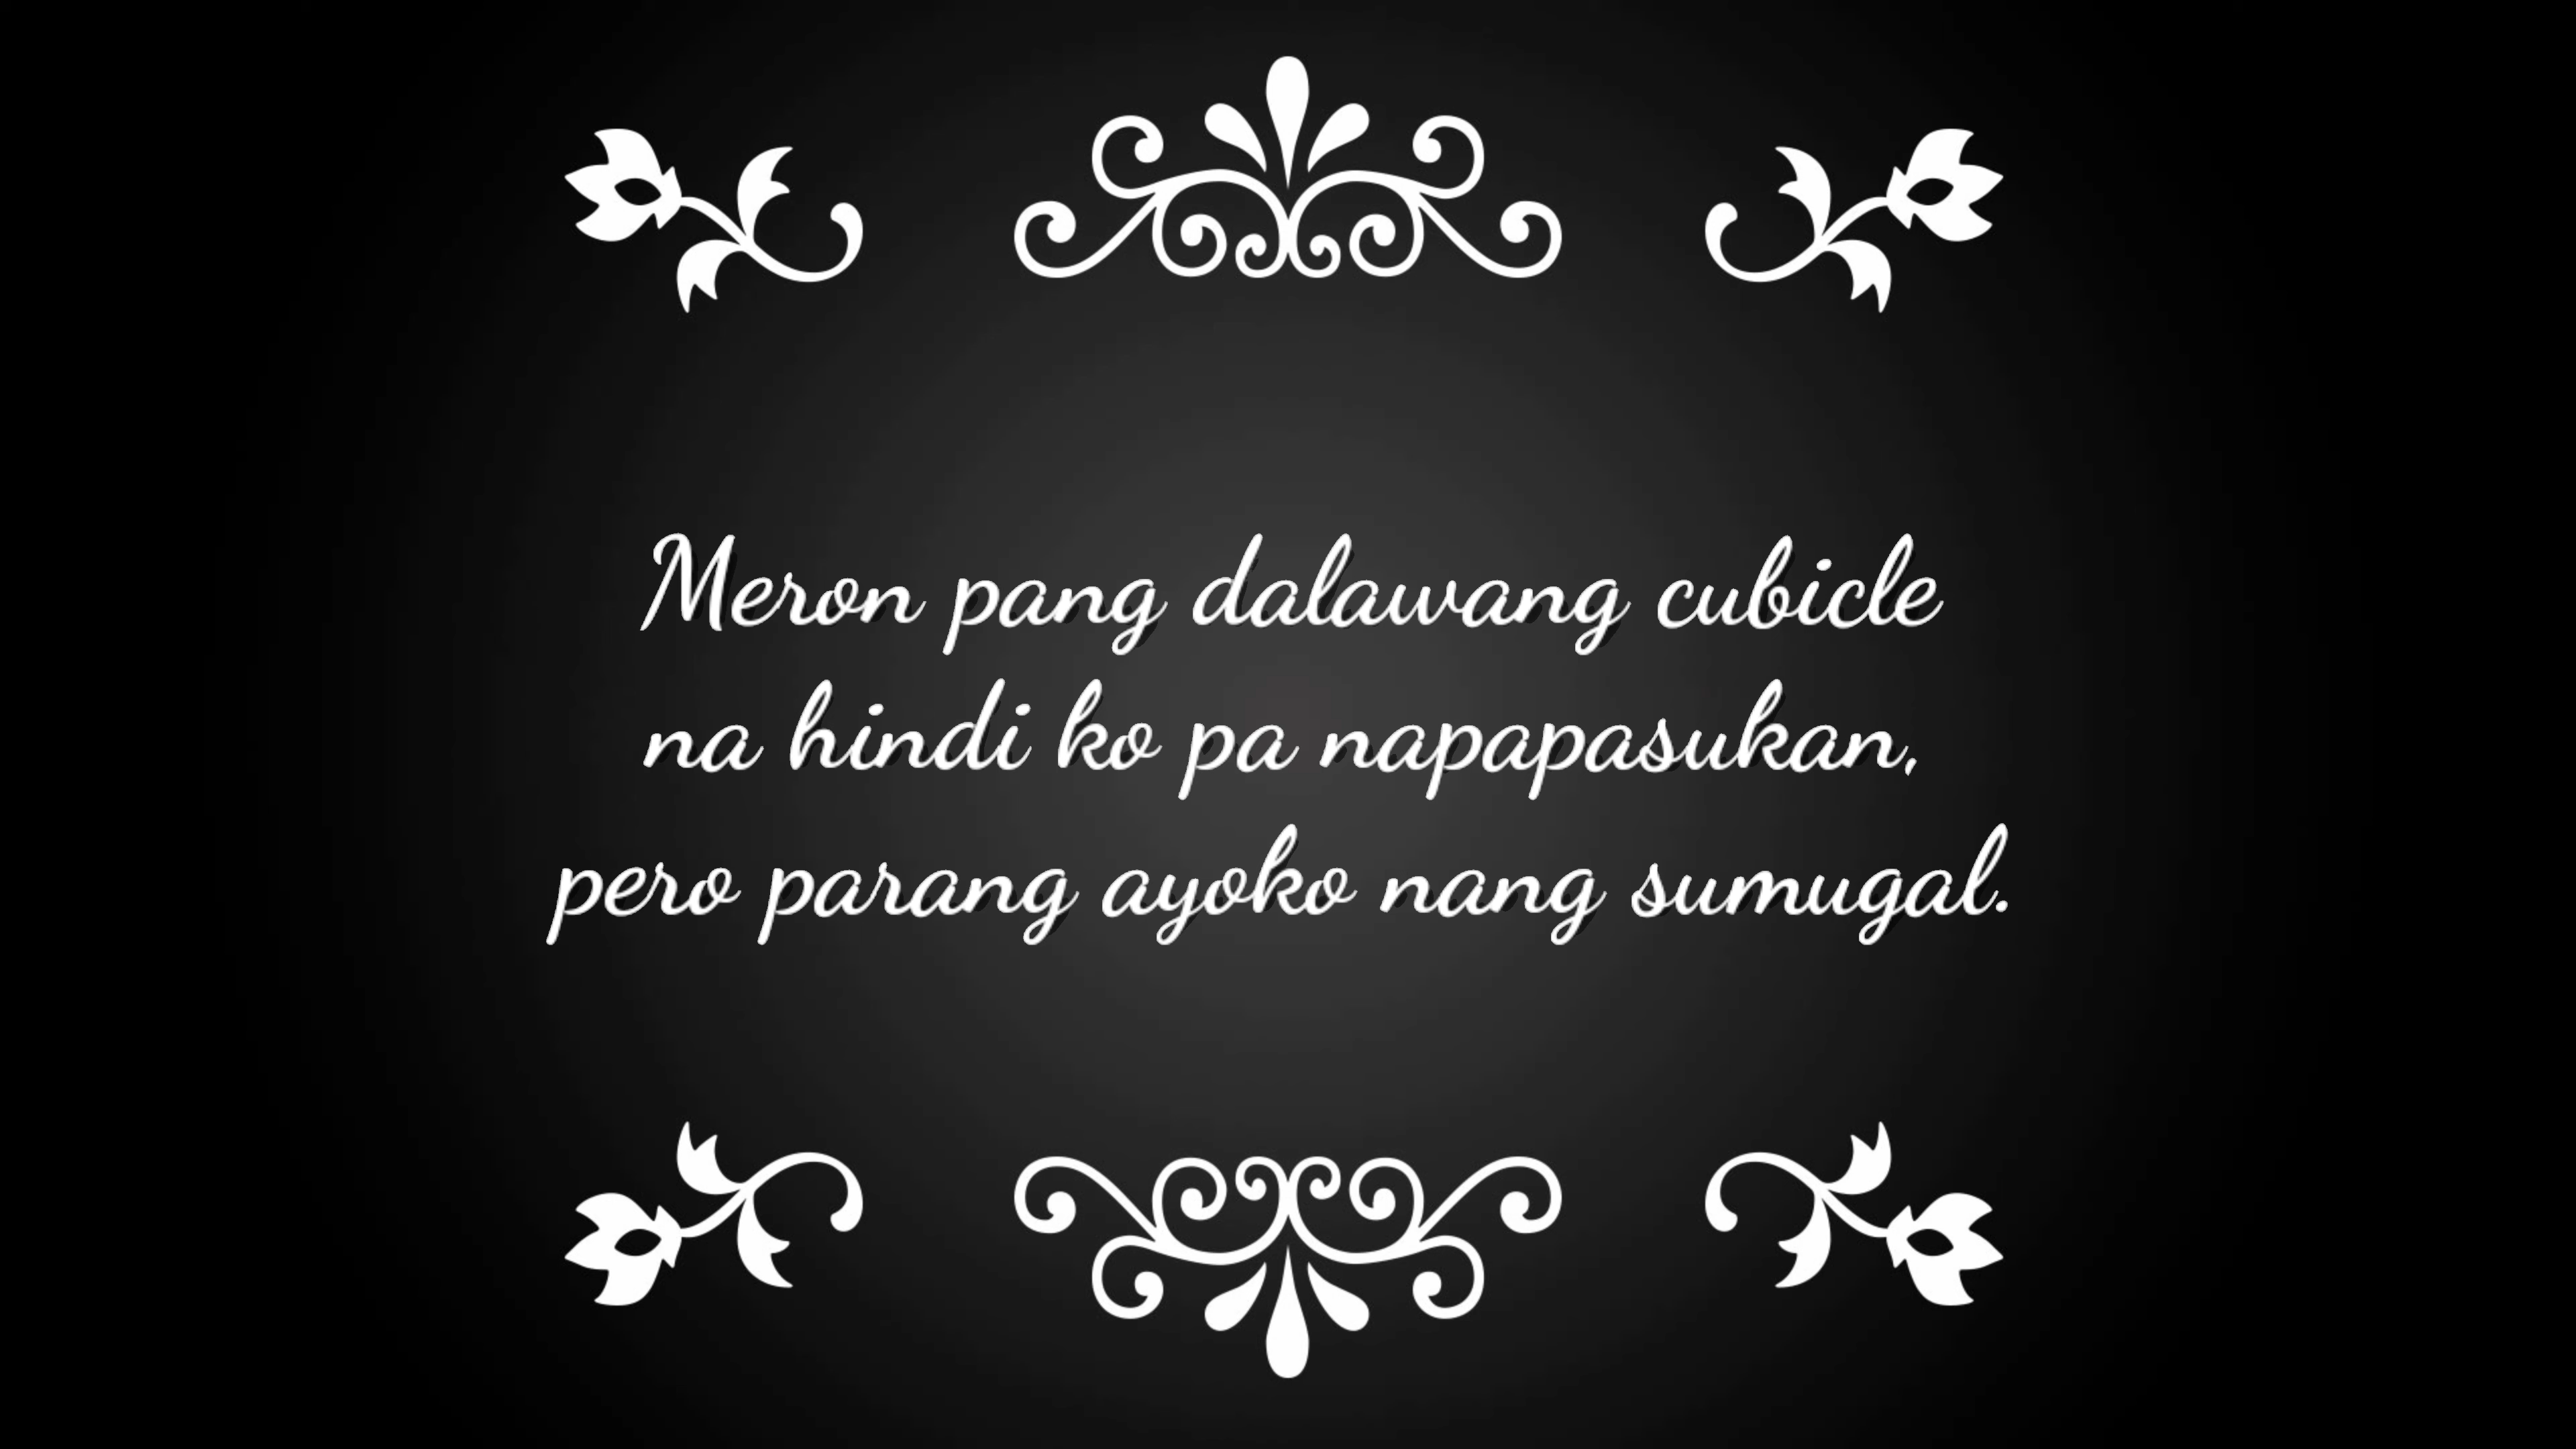 Meron pang dalawang cubicle
na hindi ko pa napapasukan,
pero parang ayoko nang sumugal.